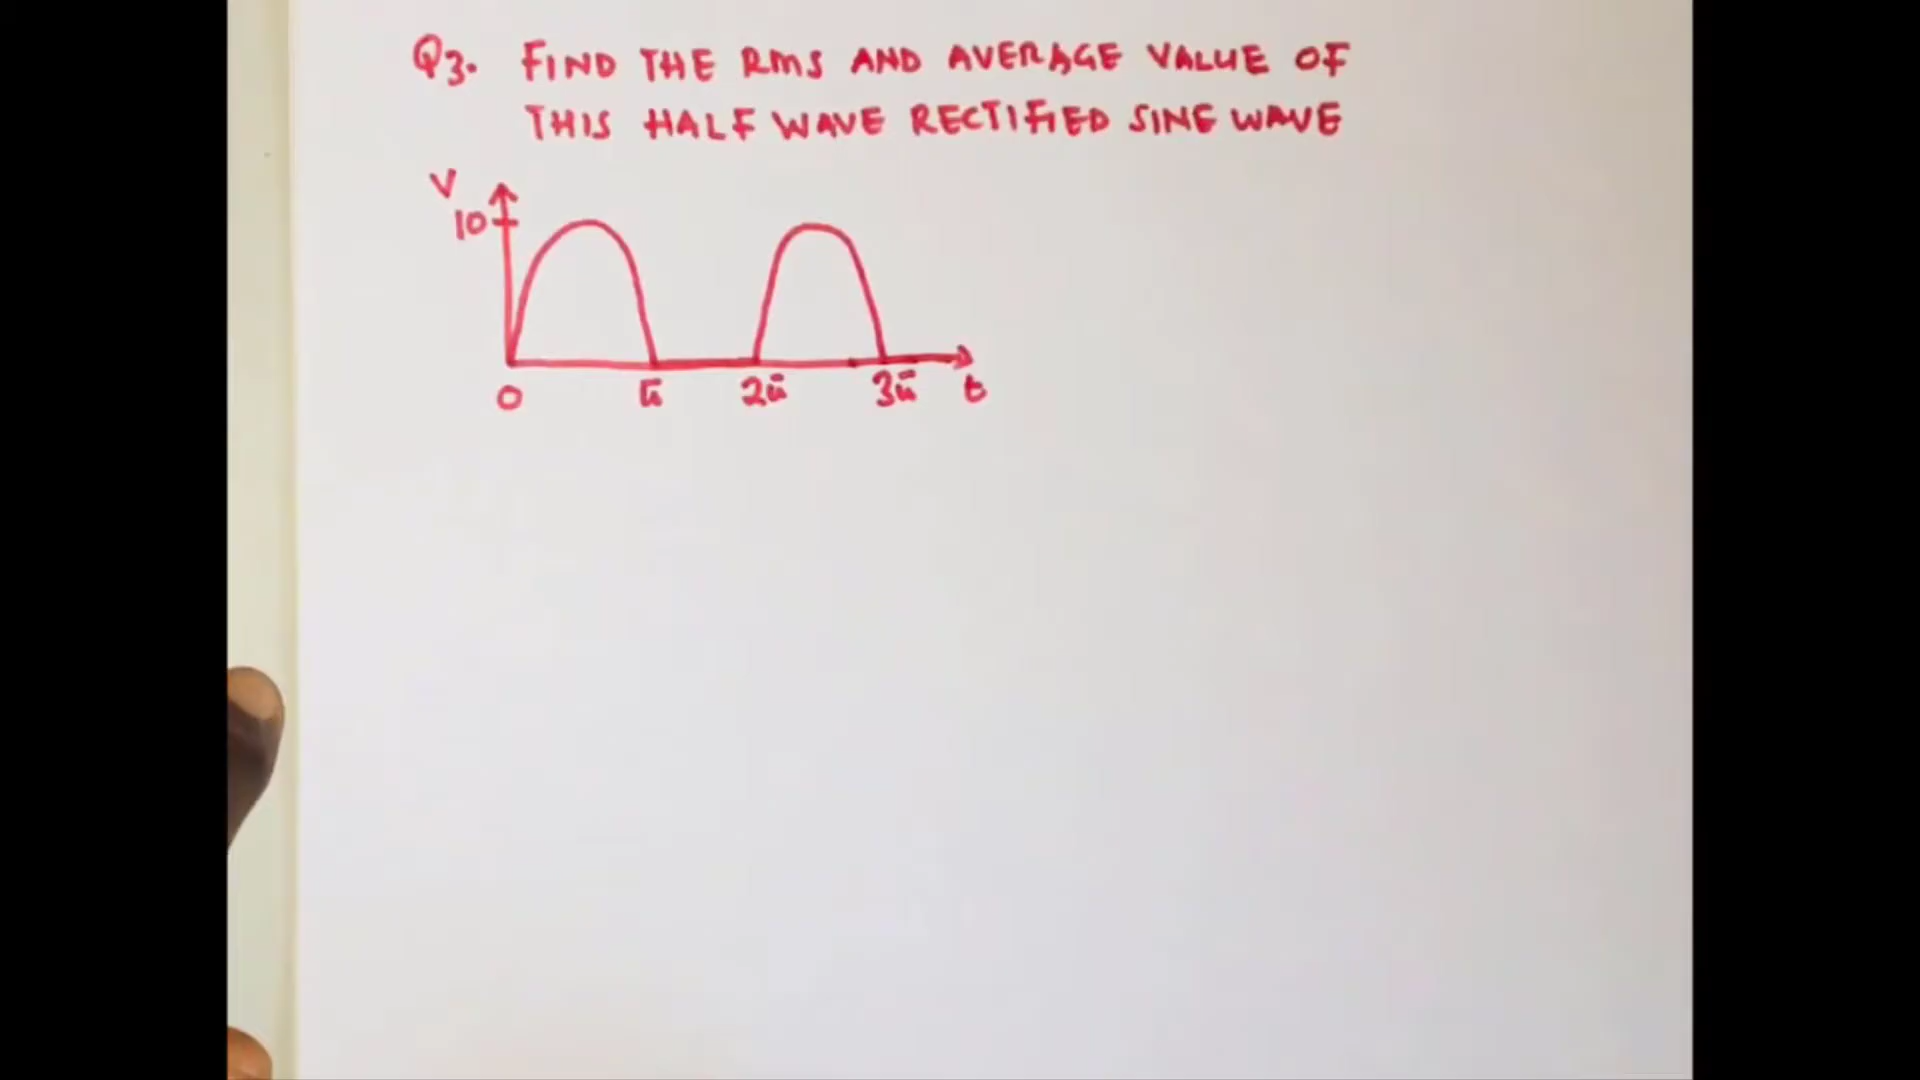 Q3. FIND THE RMS AND AVERAGE VALUE OF
THIS HALF WAVE RECTIFIED SINE WAVE
V
10
0 π 2π 3π t